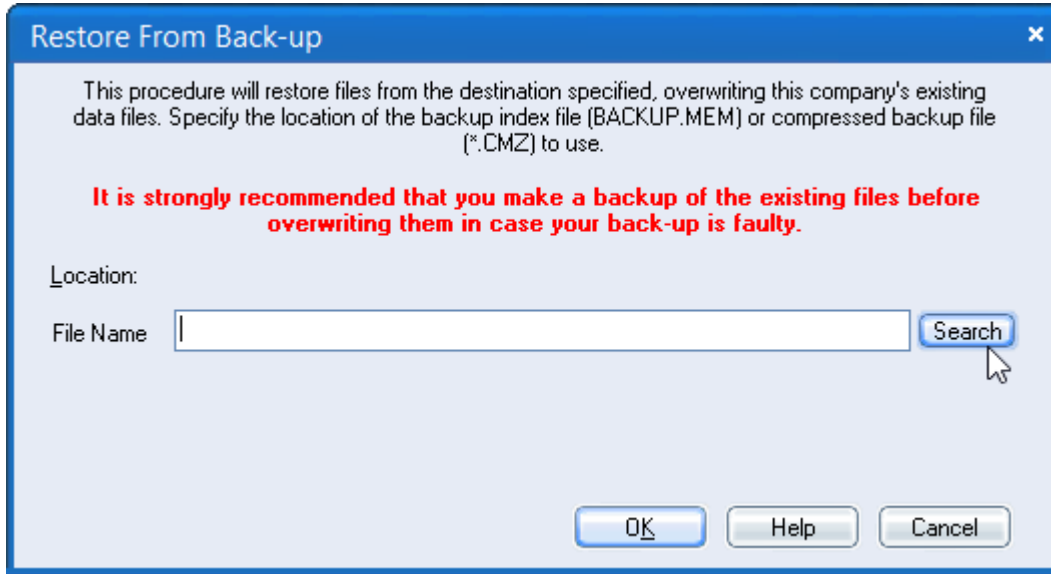 Restore From Back-up
This procedure will restore files from the destination specified, overwriting this company's existing
data files. Specify the location of the backup index file (BACKUP.MEM) or compressed backup file
(*.CMZ) to use.
It is strongly recommended that you make a backup of the existing files before
overwriting them in case your back-up is faulty.
Location:
File Name Search
OK Help Cancel